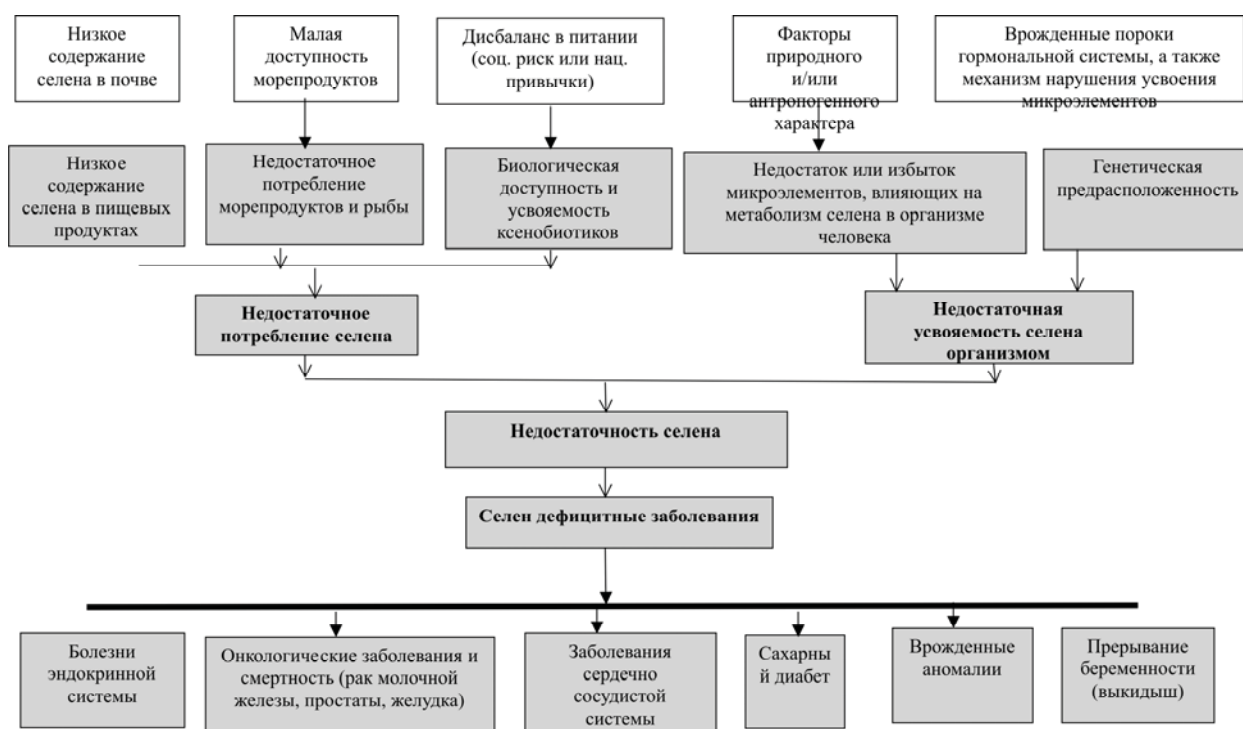 Низкое
содержание
селена в почве
Малая
доступность
морепродуктов
Дисбаланс в питании
(соц. риск или нац.
привычки)
Факторы
природного
и/или
антропогенного
характера
Врожденные пороки
гормональной системы, а также
механизм нарушения усвоения
микроэлементов
Низкое
содержание
селена в пищевых
продуктах
Недостаточное
потребление
морепродуктов и рыбы
Биологическая
доступность и
усвояемость
ксенобиотиков
Недостаток или избыток
микроэлементов, влияющих на
метаболизм селена в организме
человека
Генетическая
предрасположенность
Недостаточное
потребление селена
Недостаточная
усвояемость селена
организмом
Недостаточность селена
Селен дефицитные заболевания
Болезни
эндокринной
системы
Онкологические заболевания и
смертность (рак молочной
железы, простаты, желудка)
Заболевания
сердечно
сосудистой
системы
Сахарны
й диабет
Врожденные
аномалии
Прерывание
беременности
(выкидыш)